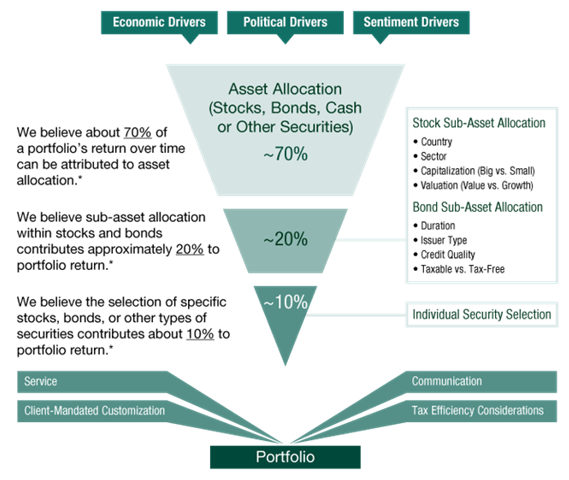 Economic Drivers
Political Drivers
Sentiment Drivers
Asset Allocation
(Stocks, Bonds, Cash
or Other Securities)
~70%
We believe about 70% of
a portfolio's return over time
can be attributed to asset
allocation.*
Stock Sub-Asset Allocation
• Country
• Sector
• Capitalization (Big vs. Small)
• Valuation (Value vs. Growth)
Bond Sub-Asset Allocation
• Duration
• Issuer Type
• Credit Quality
• Taxable vs. Tax-Free
We believe sub-asset allocation
within stocks and bonds
contributes approximately 20% to
portfolio return.*
~20%
We believe the selection of specific
stocks, bonds, or other types of
securities contributes about 10% to
portfolio return.*
~10%
Individual Security Selection
Service
Communication
Client-Mandated Customization
Tax Efficiency Considerations
Portfolio